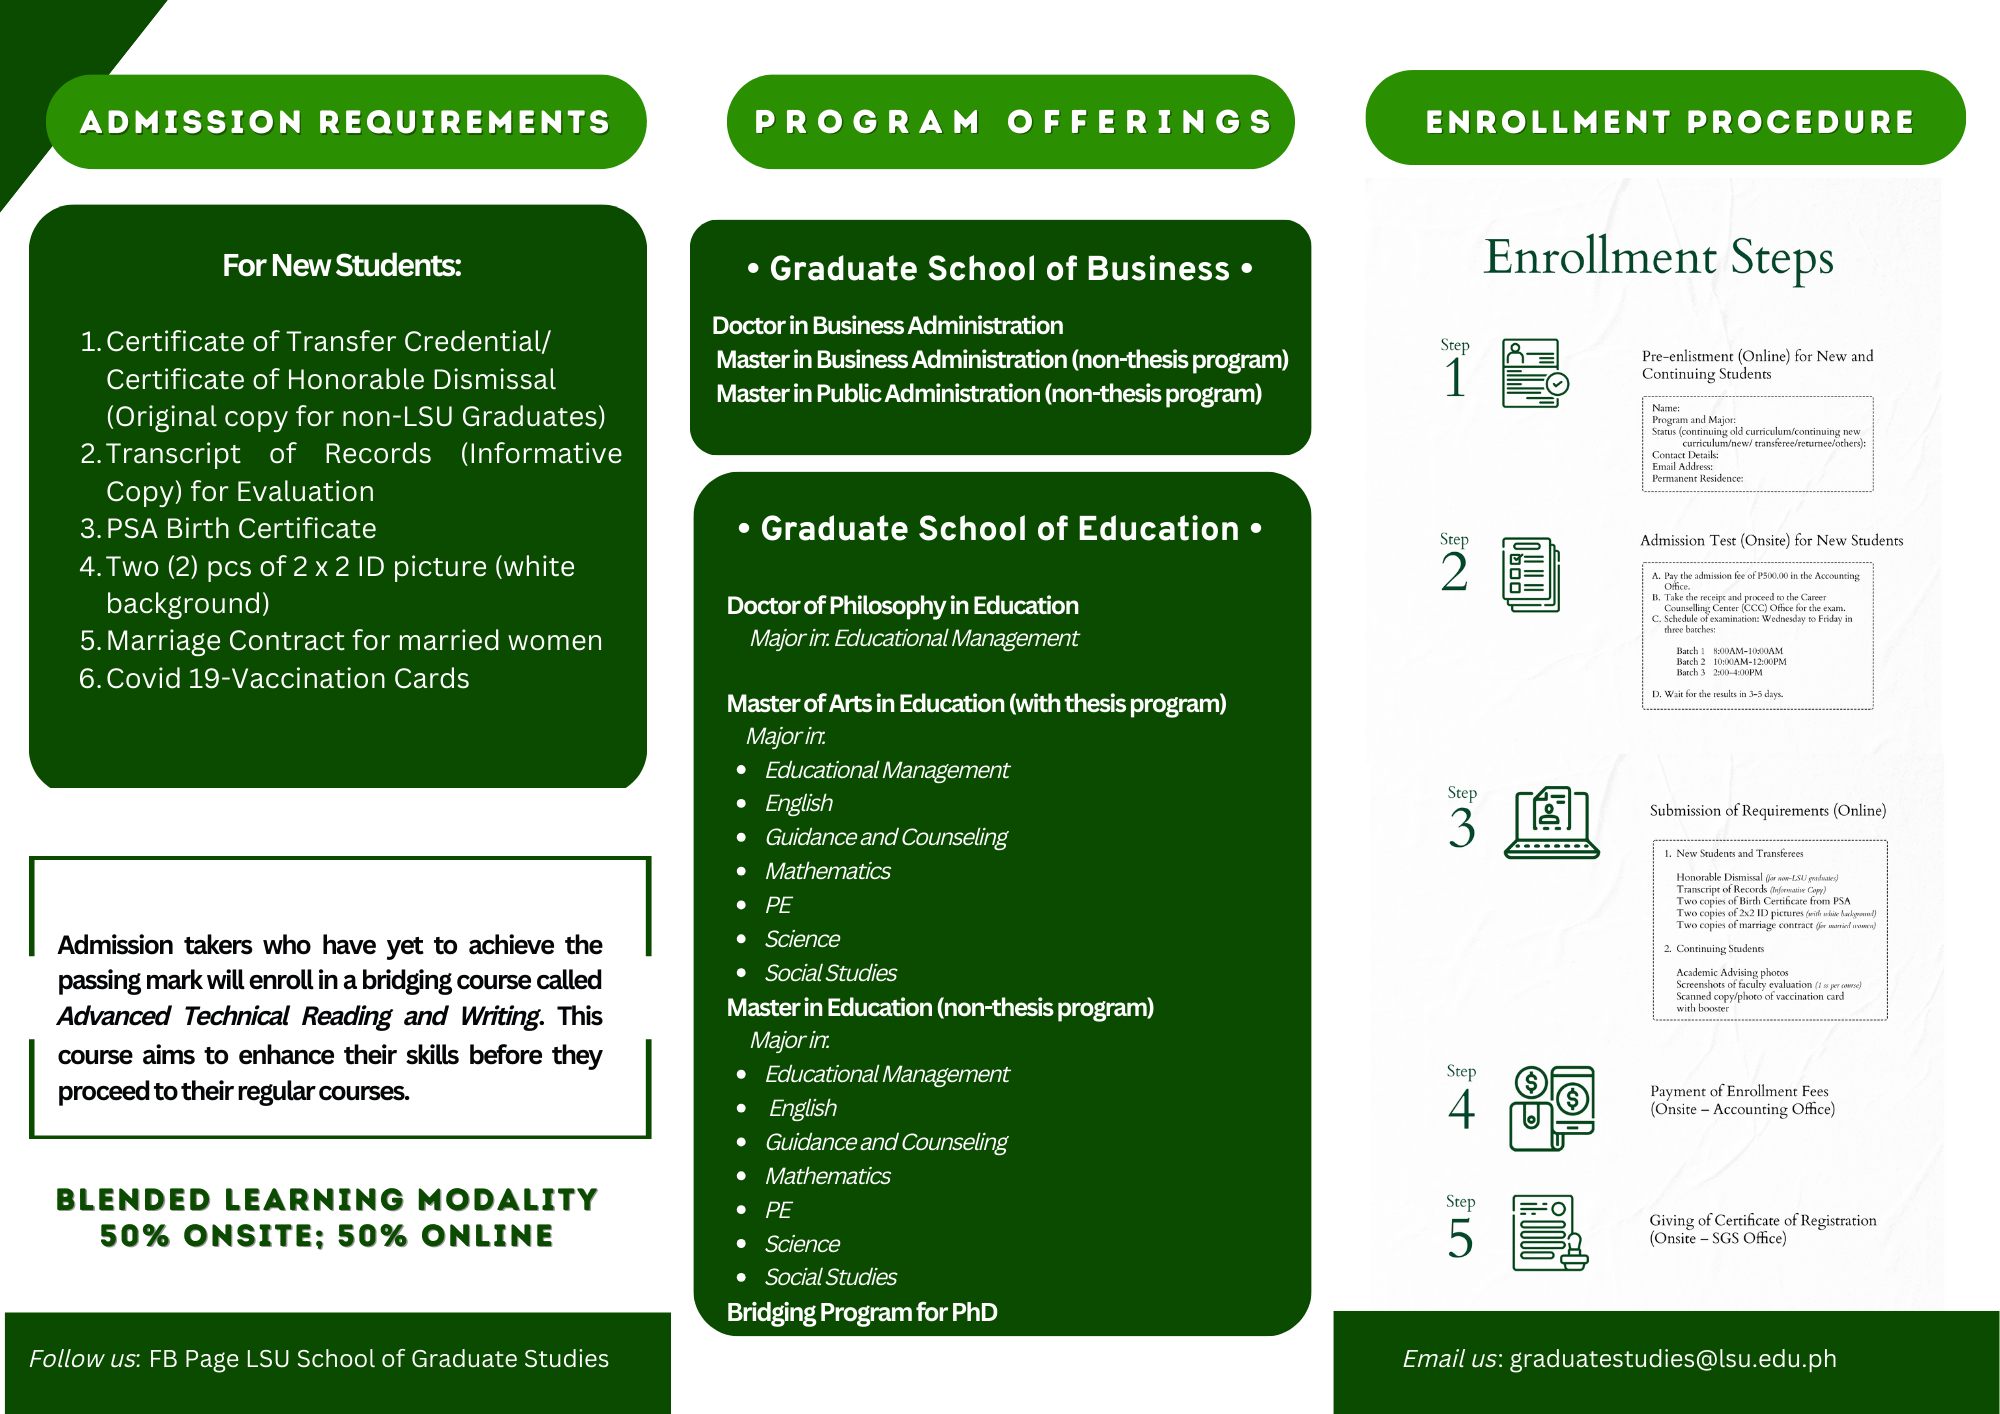 ADMISSION REQUIREMENTS
For New Students:
1. Certificate of Transfer Credential/
Certificate of Honorable Dismissal
(Original copy for non-LSU Graduates)
2. Transcript of Records (Informative
Copy) for Evaluation
3. PSA Birth Certificate
4. Two (2) pcs of 2 x 2 ID picture (white
background)
5. Marriage Contract for married women
6. Covid 19-Vaccination Cards
Admission takers who have yet to achieve the
passing mark will enroll in a bridging course called
Advanced Technical Reading and Writing. This
course aims to enhance their skills before they
proceed to their regular courses.
BLENDED LEARNING MODALITY
50% ONSITE; 50% ONLINE
Follow us: FB Page LSU School of Graduate Studies
PROGRAM OFFERINGS
• Graduate School of Business •
Doctor in Business Administration
Master in Business Administration (non-thesis program)
Master in Public Administration (non-thesis program)
• Graduate School of Education •
Doctor of Philosophy in Education
Major in: Educational Management
Master of Arts in Education (with thesis program)
Major in:
• Educational Management
• English
• Guidance and Counseling
• Mathematics
• PE
• Science
• Social Studies
Master in Education (non-thesis program)
Major in:
• Educational Management
• English
• Guidance and Counseling
• Mathematics
• PE
• Science
• Social Studies
Bridging Program for PhD
ENROLLMENT PROCEDURE
Enrollment Steps
Step
1
Pre-enlistment (Online) for New and
Continuing Students
Name:
Program and Major:
Status (continuing old curriculum/continuing new
curriculum/new/ transferee/returnee/others):
Contact Details:
Email Address:
Permanent Residence:
Step
2
Admission Test (Onsite) for New Students
A. Pay the admission fee of P500.00 in the Accounting
Office.
B. Take the receipt and proceed to the Career
Counselling Center (CCC) Office for the exam.
C. Schedule of examination: Wednesday to Friday in
three batches:
Batch 1 8:00AM-10:00AM
Batch 2 10:00AM-12:00PM
Batch 3 2:00-4:00PM
D. Wait for the results in 3-5 days.
Step
3
Submission of Requirements (Online)
1. New Students and Transferees
Honorable Dismissal (for non-LSU graduates)
Transcript of Records (Informative Copy)
Two copies of Birth Certificate from PSA
Two copies of 2x2 ID pictures (with white background)
Two copies of marriage contract (for married women)
2. Continuing Students
Academic Advising photos
Screenshots of faculty evaluation (1 ss per course)
Scanned copy/photo of vaccination card
with booster
Step
4
Payment of Enrollment Fees
(Onsite – Accounting Office)
Step
5
Giving of Certificate of Registration
(Onsite – SGS Office)
Email us: graduatestudies@lsu.edu.ph